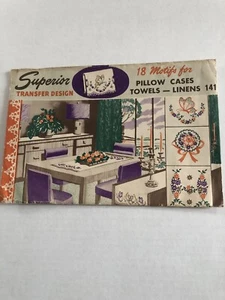 Superior
TRANSFER DESIGN
18 Motifs for
PILLOW CASES
TOWELS — LINENS 141